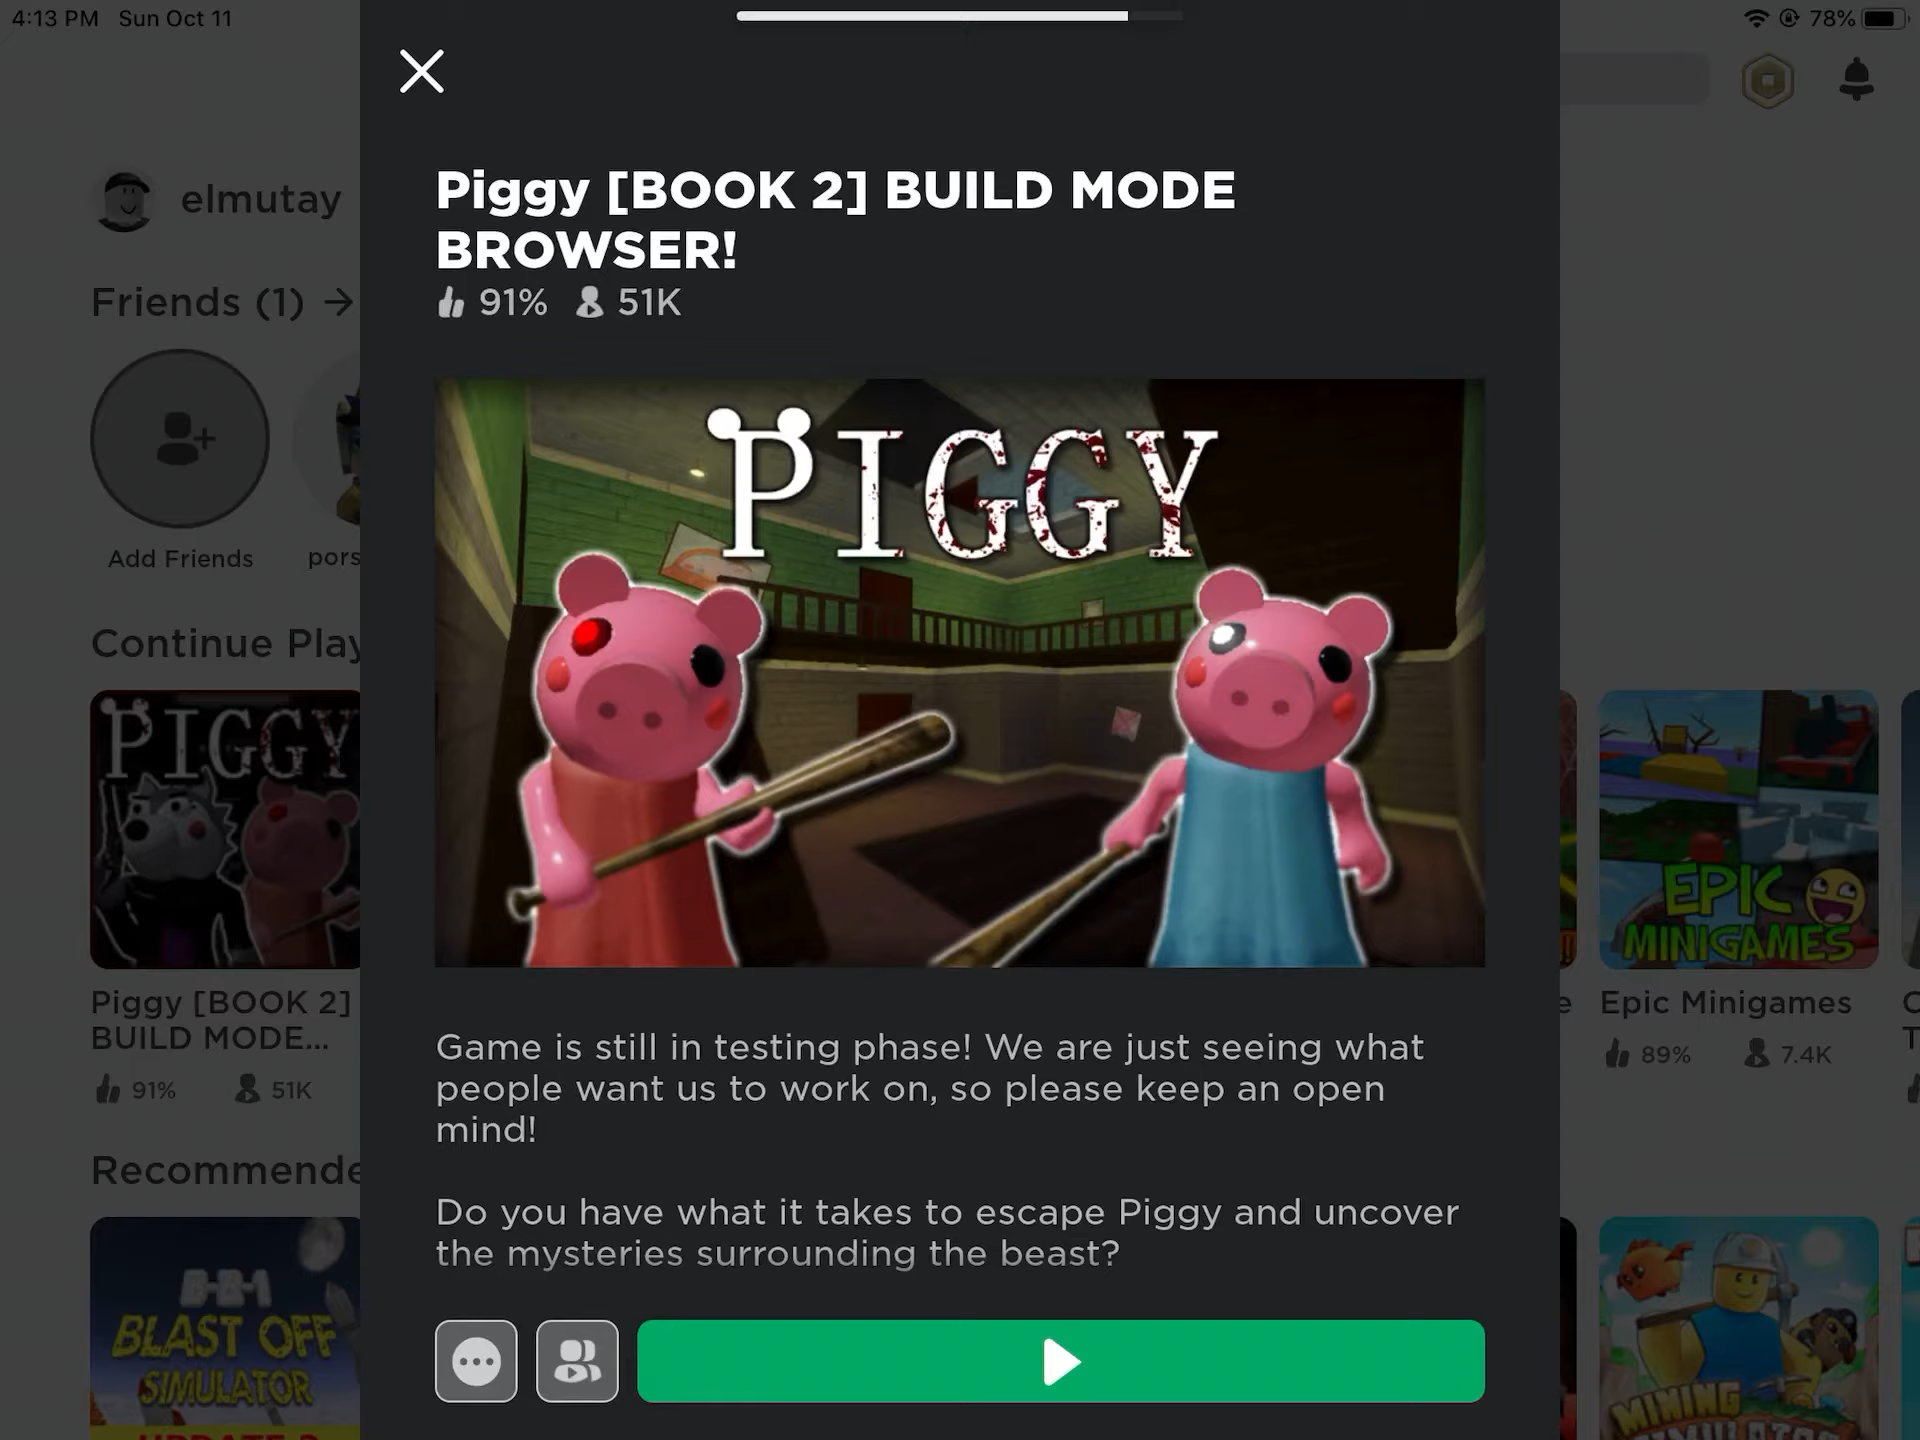 4:13 PM Sun Oct 11
78%
elmutay
Friends (1) →
Add Friends
pors
Continue Play
PIGGY
Piggy [BOOK 2]
BUILD MODE...
91% 51K
Recommende
BLAST OFF
SIMULATOR
Piggy [BOOK 2] BUILD MODE
BROWSER!
91% 51K
PIGGY
Game is still in testing phase! We are just seeing what
people want us to work on, so please keep an open
mind!
Do you have what it takes to escape Piggy and uncover
the mysteries surrounding the beast?
EPIC
MINIGAMES
e
Epic Minigames
89% 7.4K
MINING